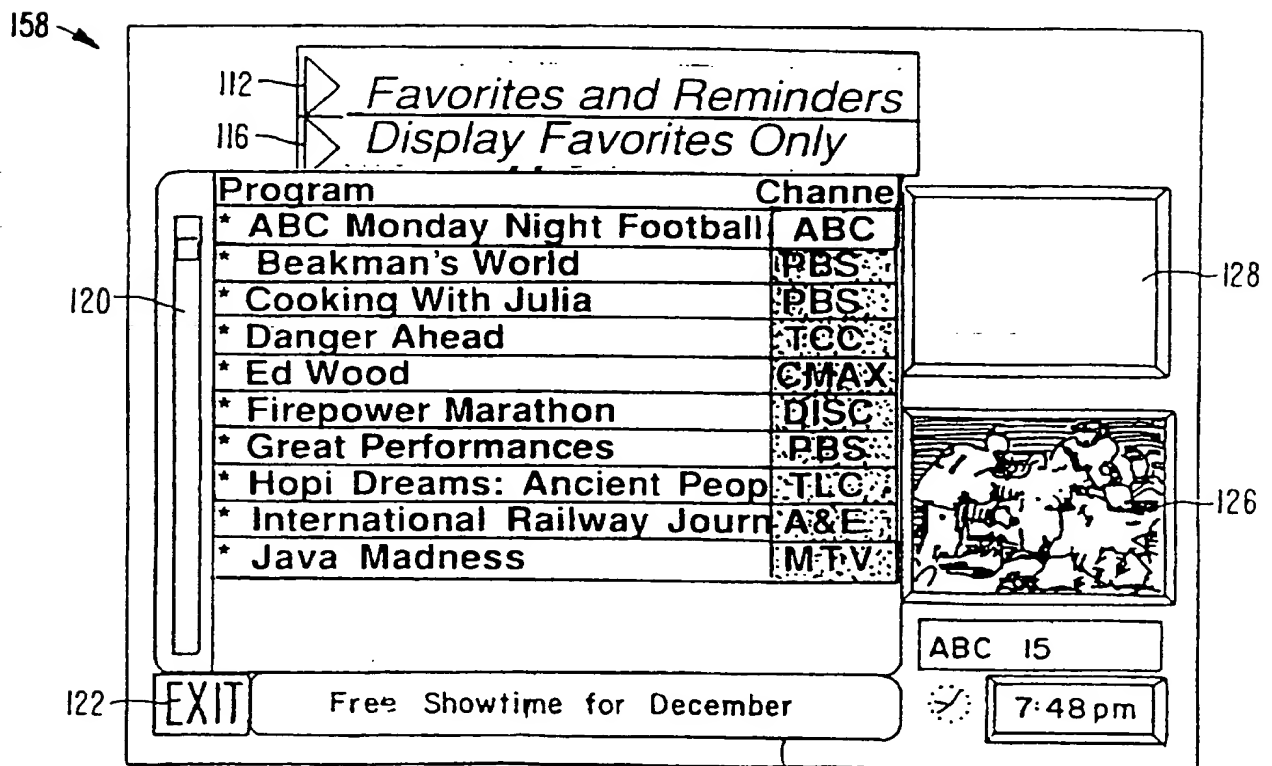 158
112 Favorites and Reminders
116 Display Favorites Only
Program Channe
* ABC Monday Night Football ABC
* Beakman's World PBS
* Cooking With Julia PBS
* Danger Ahead TCC
* Ed Wood CMAX
* Firepower Marathon DISC
* Great Performances PBS
* Hopi Dreams: Ancient Peop TLC
* International Railway Journ A&E
* Java Madness MTV
120
128
126
ABC 15
122 EXIT Free Showtime for December 7:48 pm